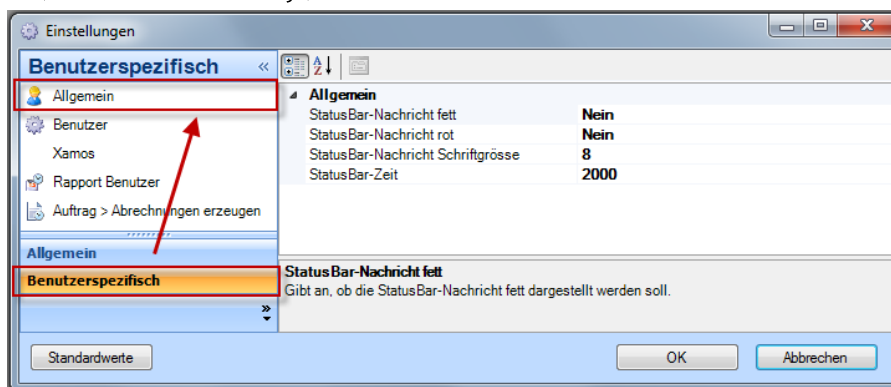 Einstellungen
Benutzerspezifisch «
Allgemein
Benutzer
Xamos
Rapport Benutzer
Auftrag > Abrechnungen erzeugen
Allgemein
Benutzerspezifisch
Allgemein
StatusBar-Nachricht fett Nein
StatusBar-Nachricht rot Nein
StatusBar-Nachricht Schriftgrösse 8
StatusBar-Zeit 2000
StatusBar-Nachricht fett
Gibt an, ob die StatusBar-Nachricht fett dargestellt werden soll.
Standardwerte
OK
Abbrechen